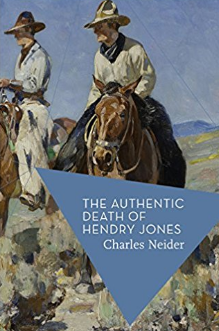 THE AUTHENTIC
DEATH OF
HENDRY JONES
Charles Neider